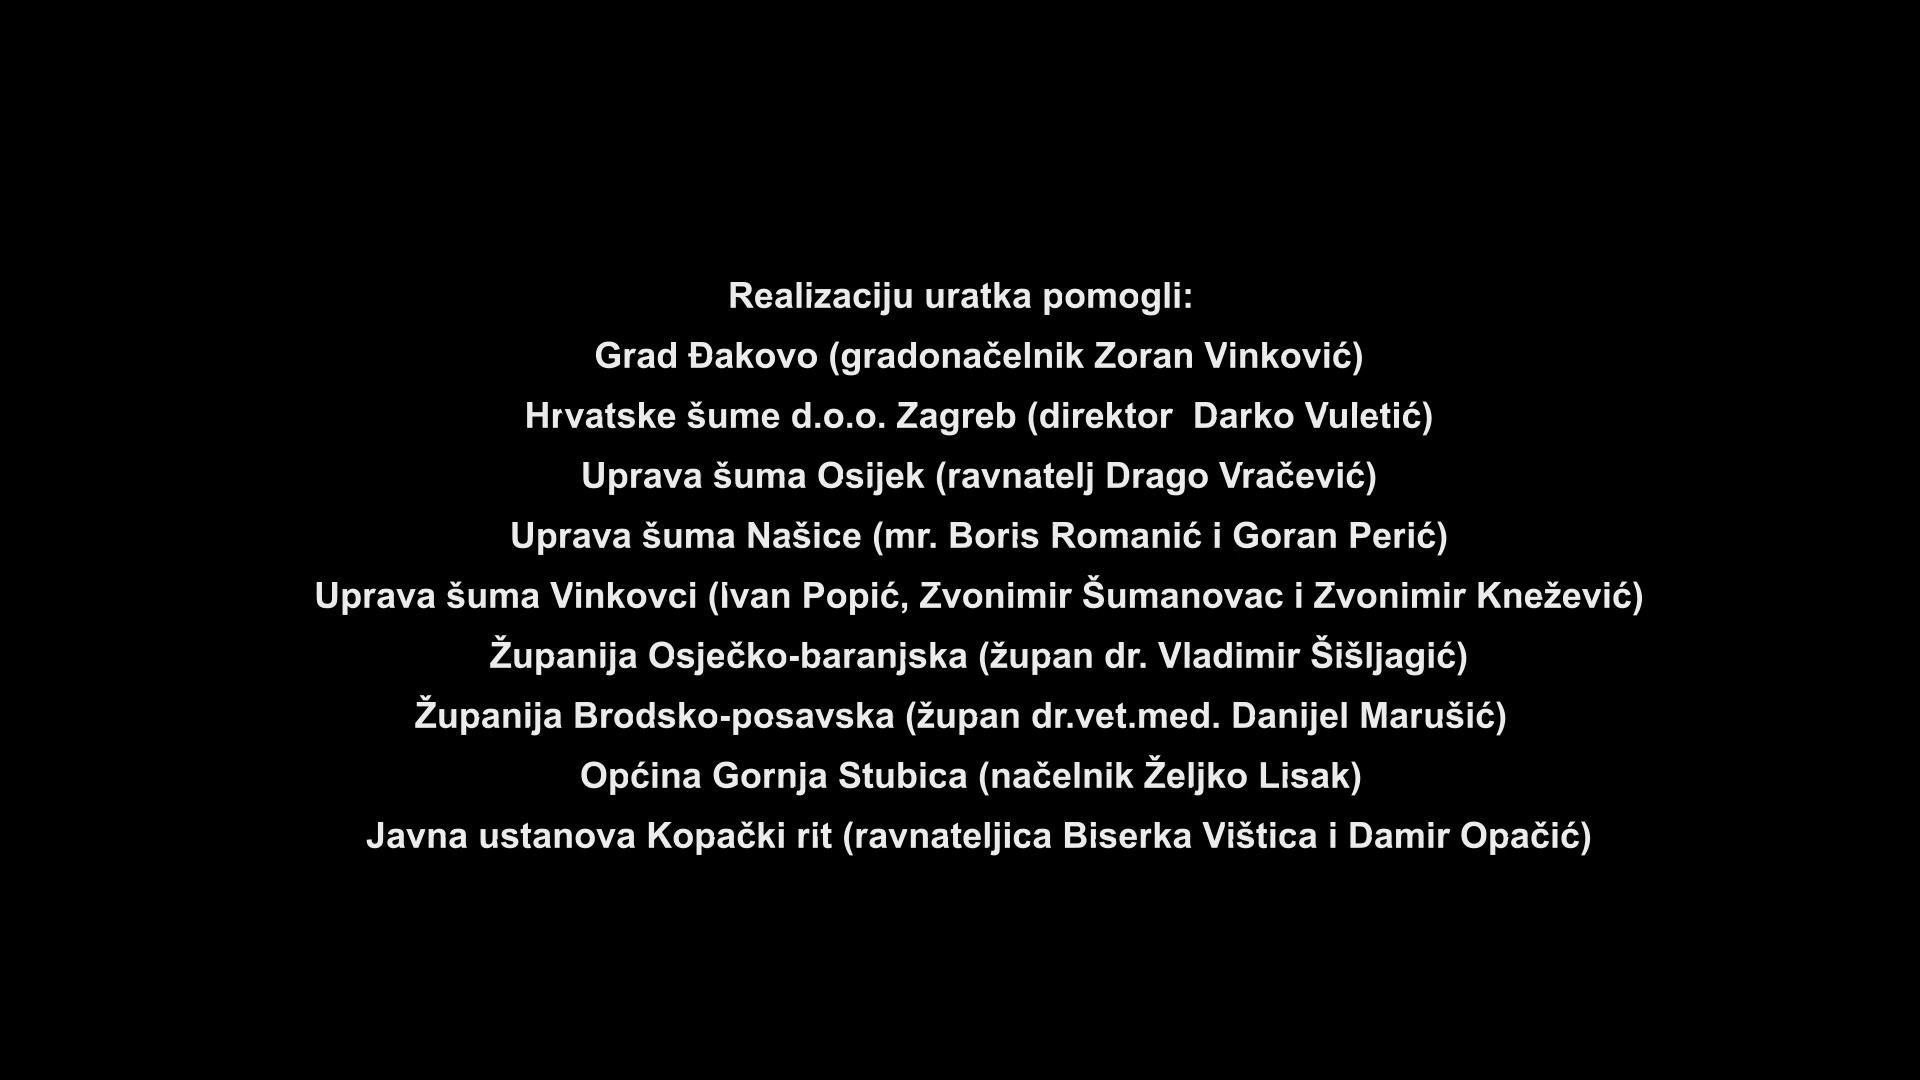 Realizaciju uratka pomogli:
Grad Đakovo (gradonačelnik Zoran Vinković)
Hrvatske šume d.o.o. Zagreb (direktor  Darko Vuletić)
Uprava šuma Osijek (ravnatelj Drago Vračević)
Uprava šuma Našice (mr. Boris Romanić i Goran Perić)
Uprava šuma Vinkovci (Ivan Popić, Zvonimir Šumanovac i Zvonimir Knežević)
Županija Osječko-baranjska (župan dr. Vladimir Šišljagić)
Županija Brodsko-posavska (župan dr.vet.med. Danijel Marušić)
Općina Gornja Stubica (načelnik Željko Lisak)
Javna ustanova Kopački rit (ravnateljica Biserka Vištica i Damir Opačić)